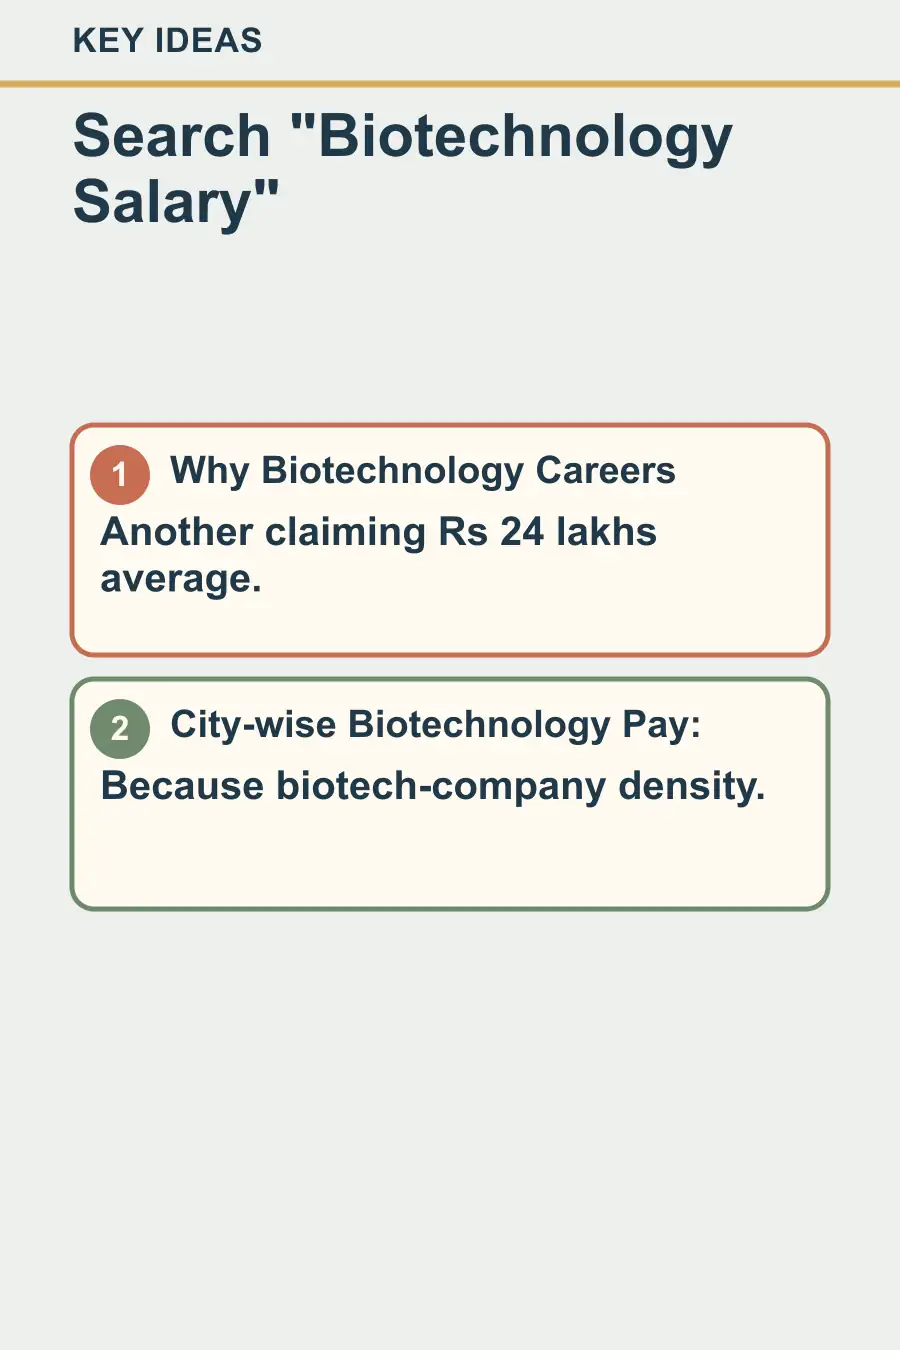 KEY IDEAS
Search "Biotechnology
Salary"
1 Why Biotechnology Careers
Another claiming Rs 24 lakhs
average.
2 City-wise Biotechnology Pay:
Because biotech-company density.